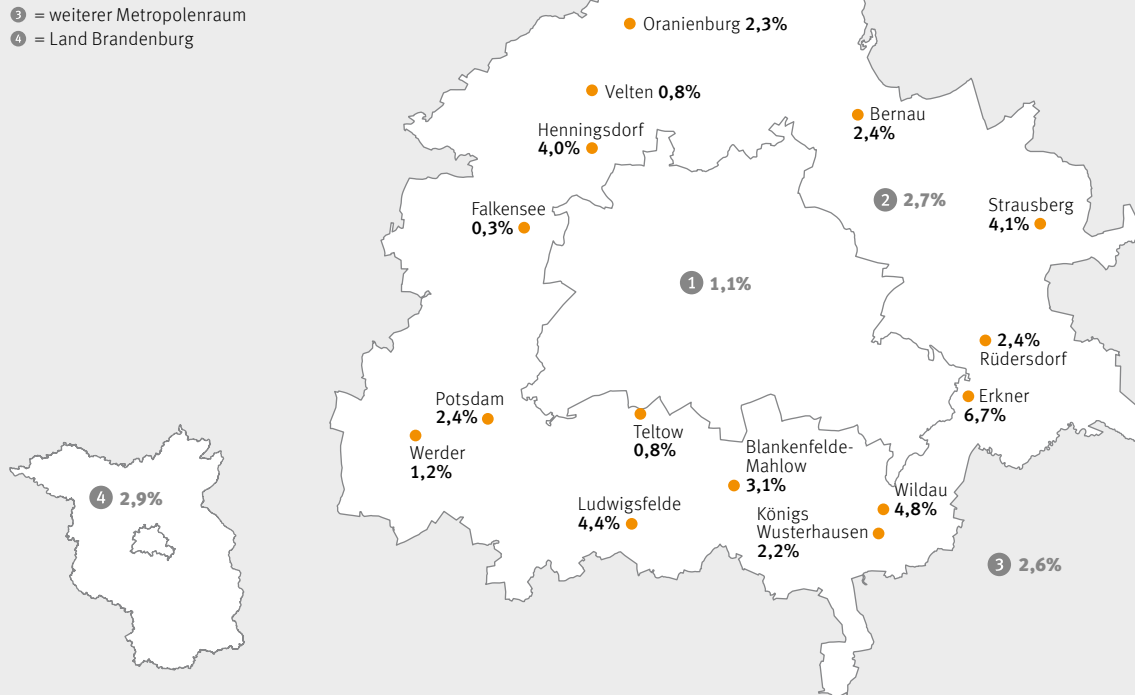 3 = weiterer Metropolenraum
4 = Land Brandenburg
Oranienburg 2,3%
Velten 0,8%
Henningsdorf
4,0%
Bernau
2,4%
Falkensee
0,3%
2 2,7%
Strausberg
4,1%
1 1,1%
2,4%
Rüdersdorf
Erkner
6,7%
Potsdam
2,4%
Werder
1,2%
Teltow
0,8%
Blankenfelde-
Mahlow
3,1%
Wildau
4,8%
Ludwigsfelde
4,4%
Königs
Wusterhausen
2,2%
4 2,9%
3 2,6%